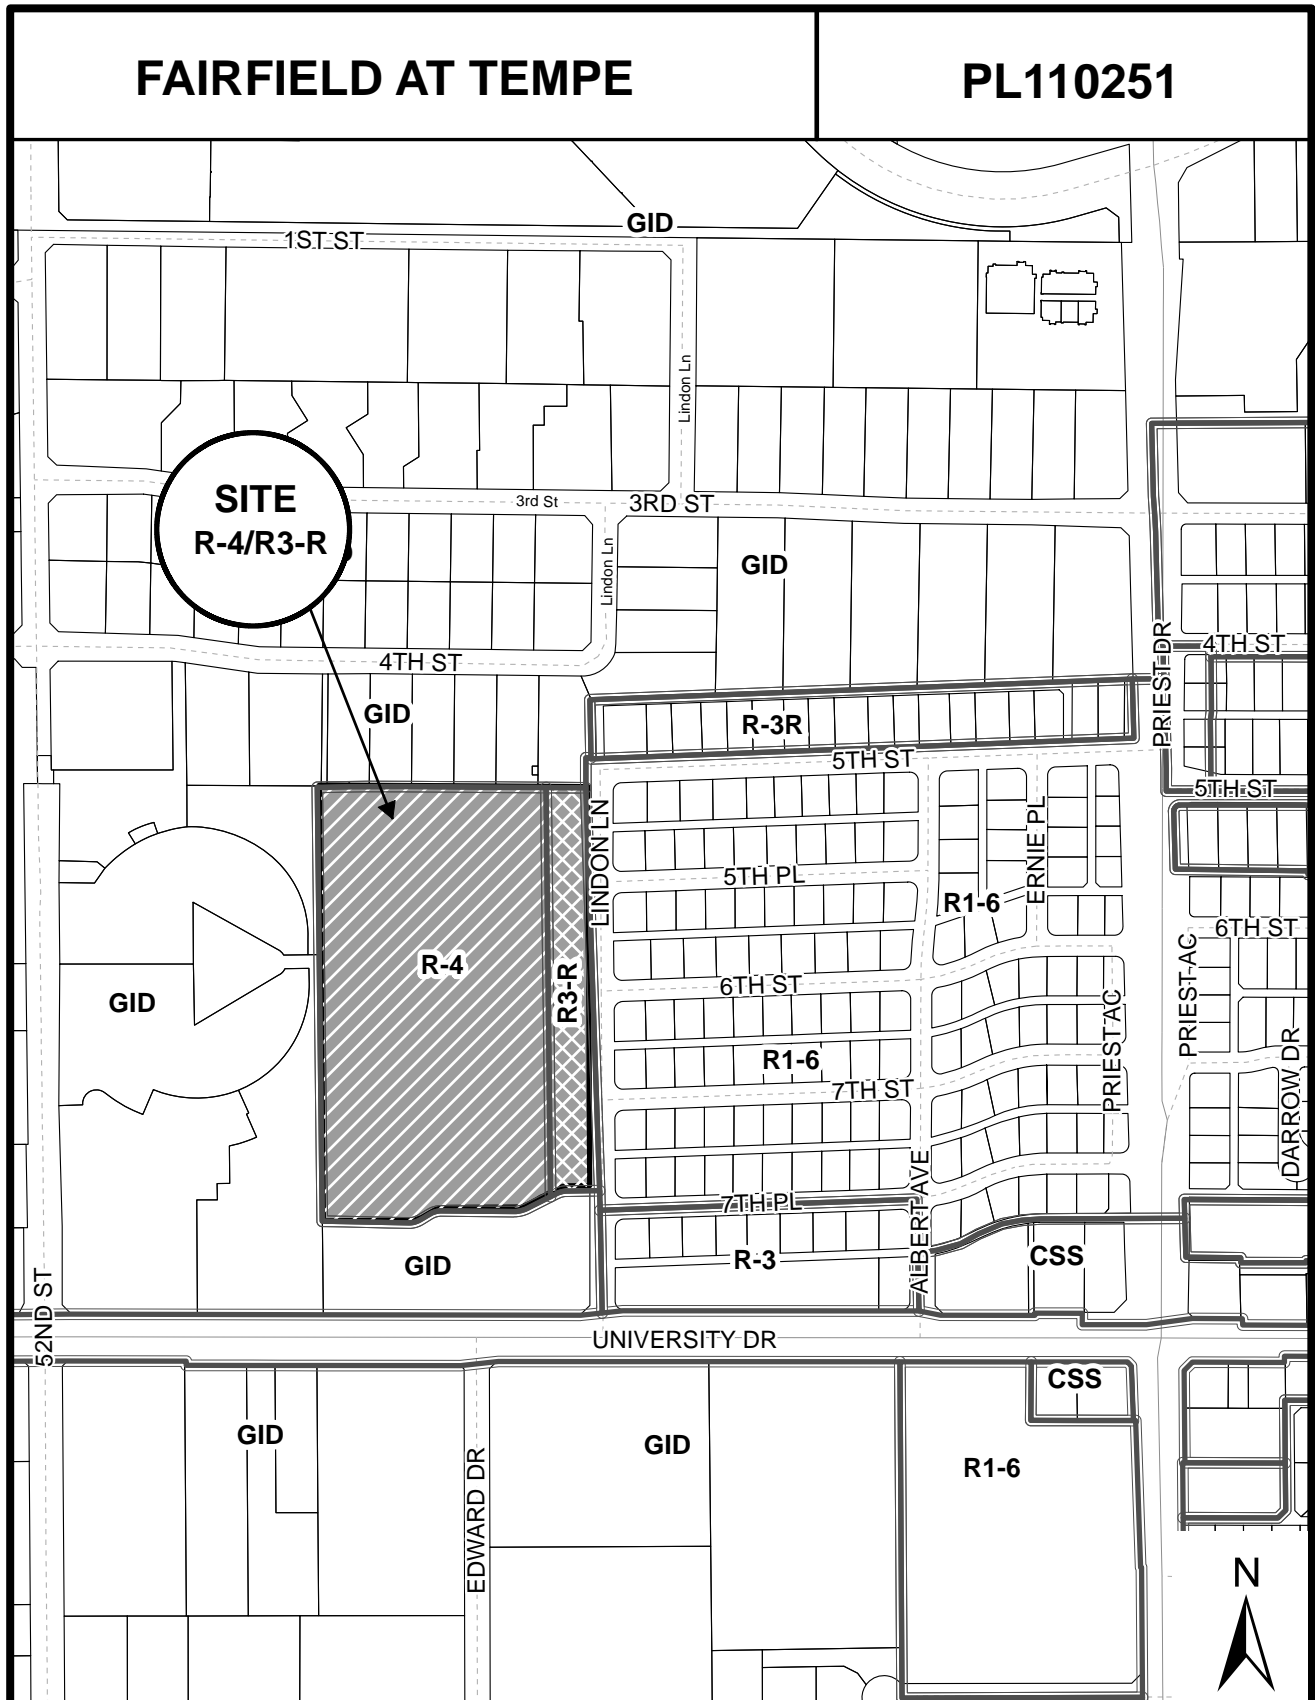 FAIRFIELD AT TEMPE
PL110251
GID
1ST ST
Lindon Ln
SITE
R-4/R3-R
3rd St
3RD ST
Lindon Ln
GID
4TH ST
PRIEST DR
4TH ST
GID
R-3R
5TH ST
5TH ST
LINDON LN
5TH PL
ERNIE PL
R1-6
6TH ST
R-4
R3-R
6TH ST
GID
PRIEST AC
PRIEST AC
R1-6
7TH ST
DARROW DR
7TH PL
ALBERT AVE
R-3
CSS
GID
52ND ST
UNIVERSITY DR
CSS
GID
GID
R1-6
EDWARD DR
N